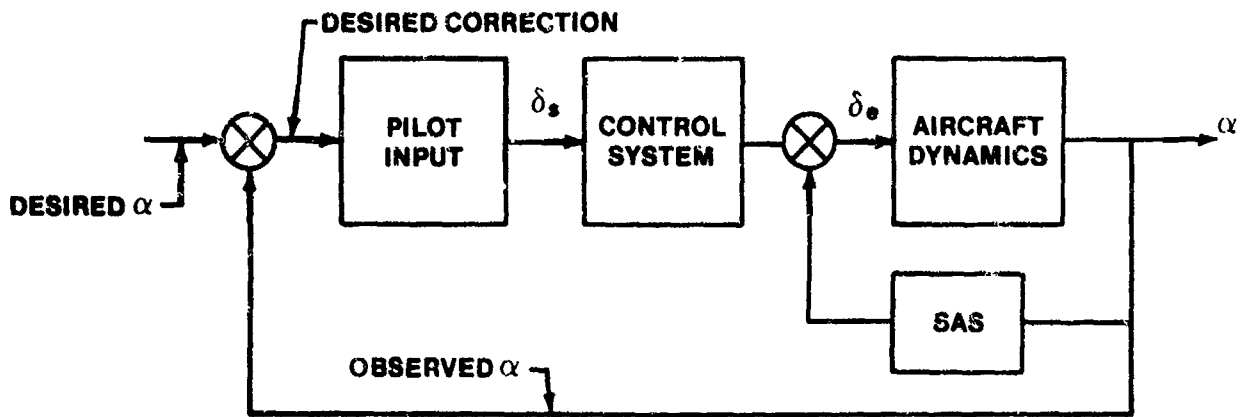 DESIRED CORRECTION
DESIRED α
PILOT
INPUT
δs
CONTROL
SYSTEM
δe
AIRCRAFT
DYNAMICS
α
SAS
OBSERVED α